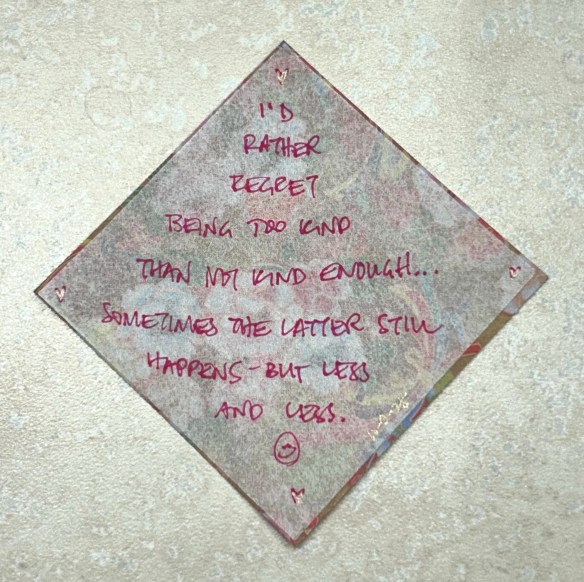 I'D
RATHER
REGRET
BEING TOO KIND
THAN NOT KIND ENOUGH...
SOMETIMES THE LATTER STILL
HAPPENS - BUT LESS
AND LESS.